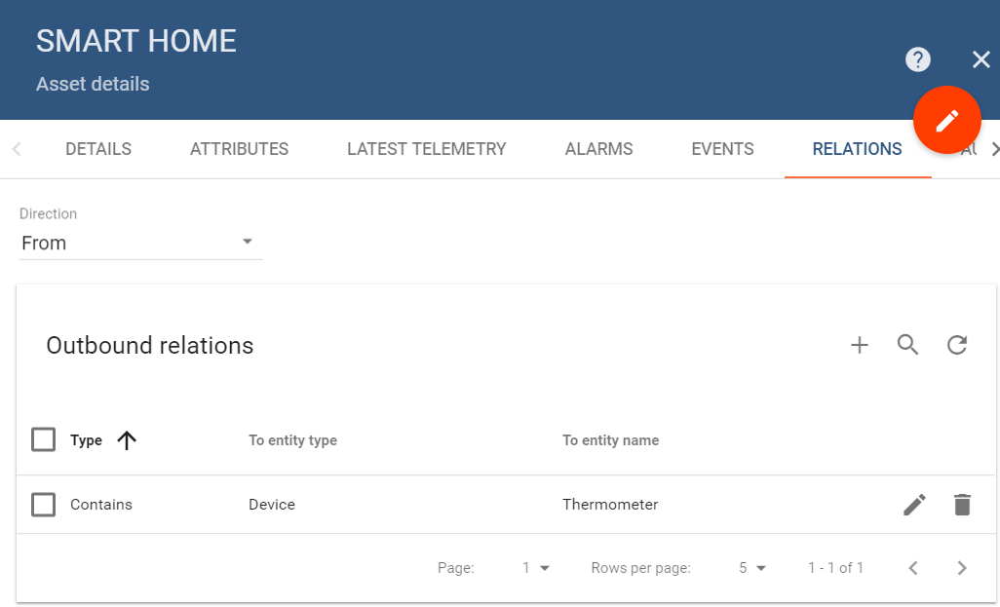 SMART HOME
Asset details
?
DETAILS ATTRIBUTES LATEST TELEMETRY ALARMS EVENTS RELATIONS
Direction
From
Outbound relations
Type To entity type To entity name
Contains Device Thermometer
Page: 1 Rows per page: 5 1 - 1 of 1